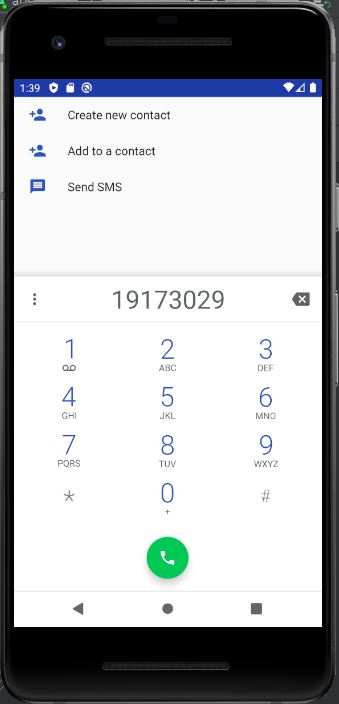 1:39
Create new contact
Add to a contact
Send SMS
19173029
1 2 3
ABC DEF
4 5 6
GHI JKL MNO
7 8 9
PQRS TUV WXYZ
* 0 #
+